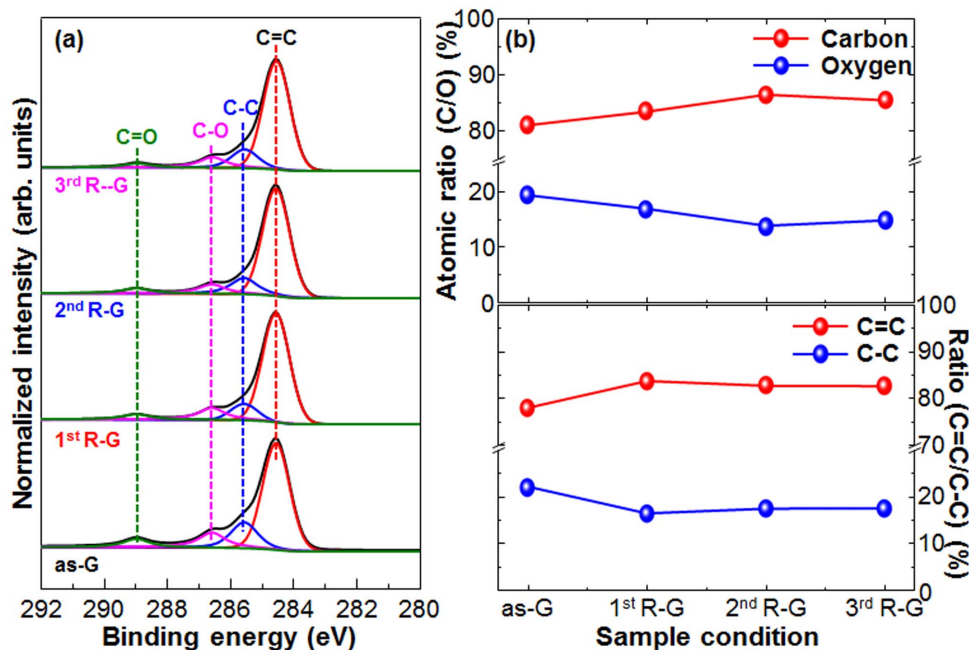 (a)
C=C
C-C
C-O
C=O
3rd R--G
2nd R-G
1st R-G
as-G
Normalized intensity (arb. units)
292 290 288 286 284 282 280
Binding energy (eV)
(b)
Carbon
Oxygen
Atomic ratio (C/O) (%)
100
90
80
20
10
0
C=C
C-C
100
90
80
70
20
10
0
Ratio (C=C/C-C) (%)
as-G 1st R-G 2nd R-G 3rd R-G
Sample condition